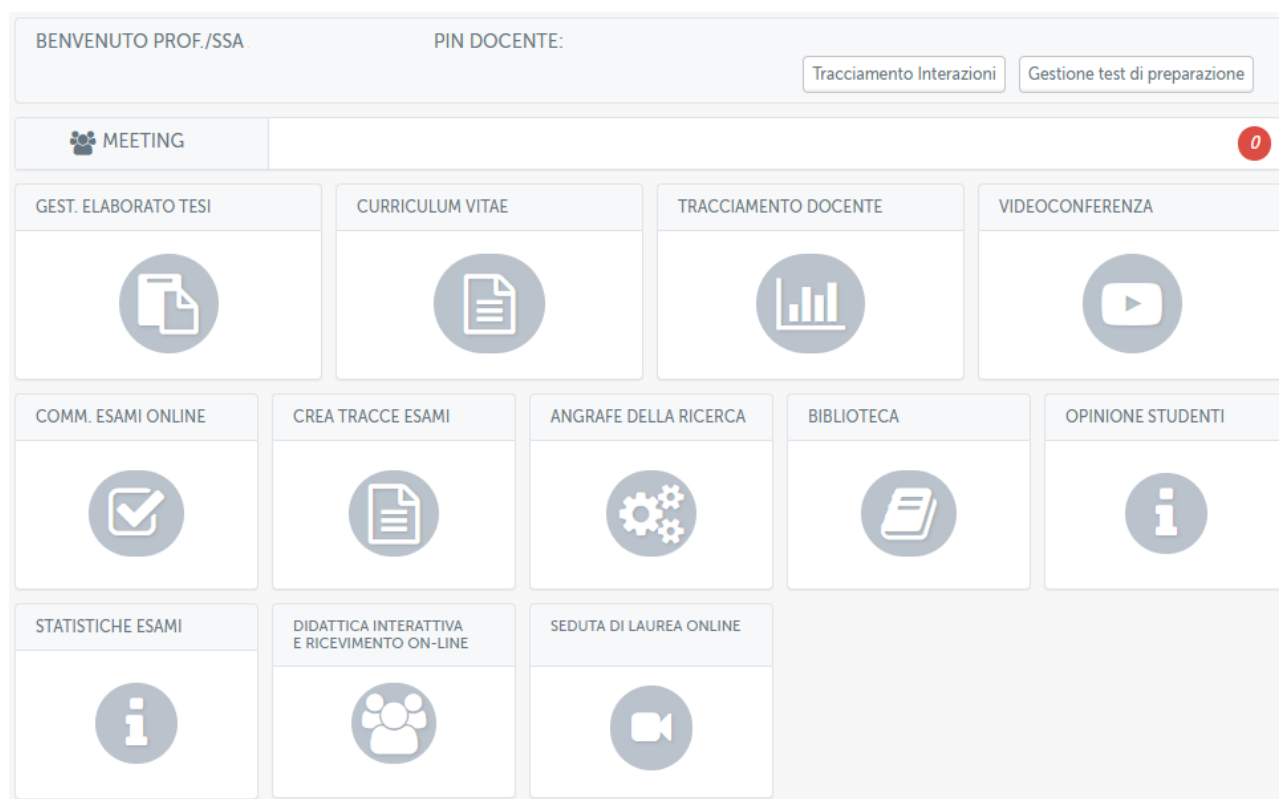 BENVENUTO PROF./SSA
PIN DOCENTE:
Tracciamento Interazioni
Gestione test di preparazione
MEETING
0
GEST. ELABORATO TESI
CURRICULUM VITAE
TRACCIAMENTO DOCENTE
VIDEOCONFERENZA
COMM. ESAMI ONLINE
CREA TRACCE ESAMI
ANGRAFE DELLA RICERCA
BIBLIOTECA
OPINIONE STUDENTI
STATISTICHE ESAMI
DIDATTICA INTERATTIVA
E RICEVIMENTO ON-LINE
SEDUTA DI LAUREA ONLINE